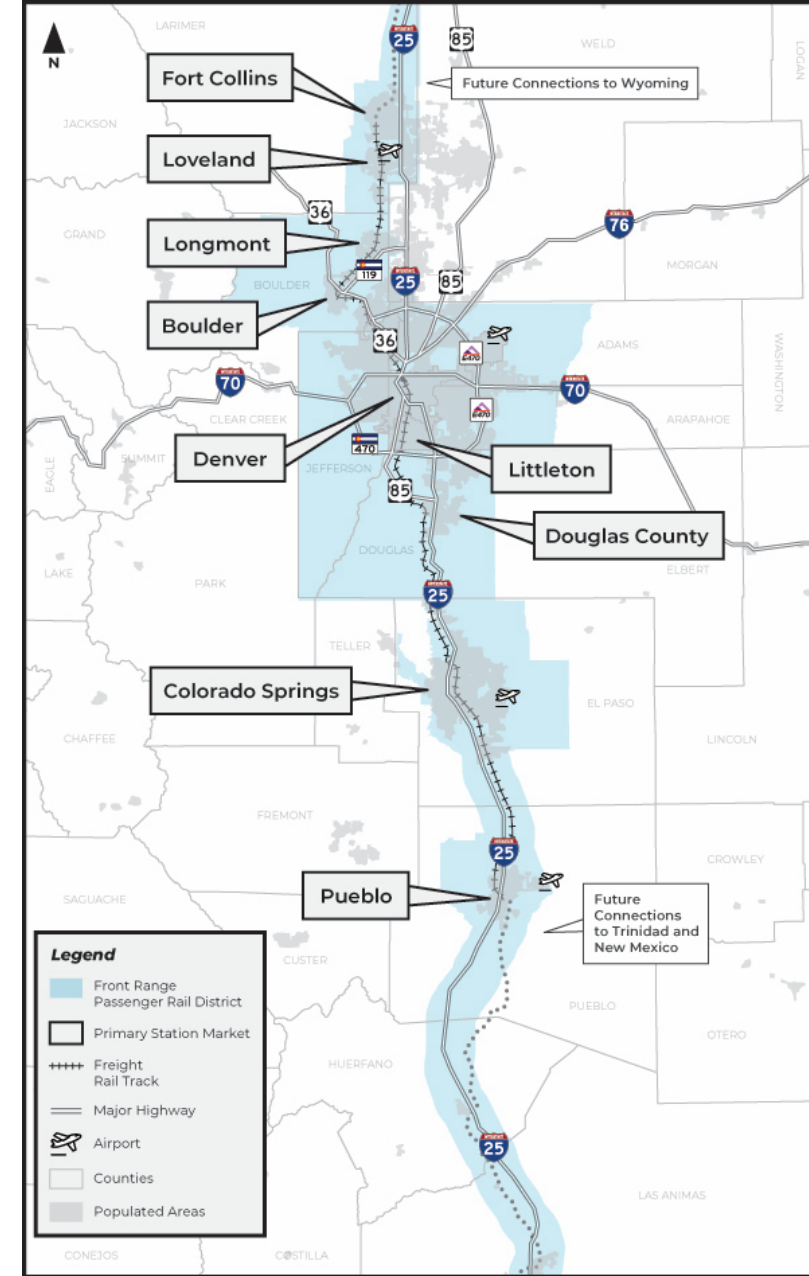 LARIMER
25
85
WELD
LOGAN
N
Fort Collins
Future Connections to Wyoming
JACKSON
Loveland
36
76
GRAND
Longmont
MORGAN
119
25
85
BOULDER
Boulder
36
E470
ADAMS
WASHINGTON
70
70
CLEAR CREEK
E470
ARAPAHOE
Denver
470
SUMMIT
EAGLE
JEFFERSON
Littleton
85
Douglas County
DOUGLAS
LAKE
PARK
ELBERT
25
TELLER
Colorado Springs
EL PASO
CHAFFEE
LINCOLN
FREMONT
25
CROWLEY
Pueblo
SAGUACHE
Future
Connections
to Trinidad and
New Mexico
Legend
CUSTER
Front Range
Passenger Rail District
PUEBLO
Primary Station Market
OTERO
Freight
Rail Track
HUERFANO
Major Highway
Airport
25
Counties
LAS ANIMAS
Populated Areas
CONEJOS
COSTILLA